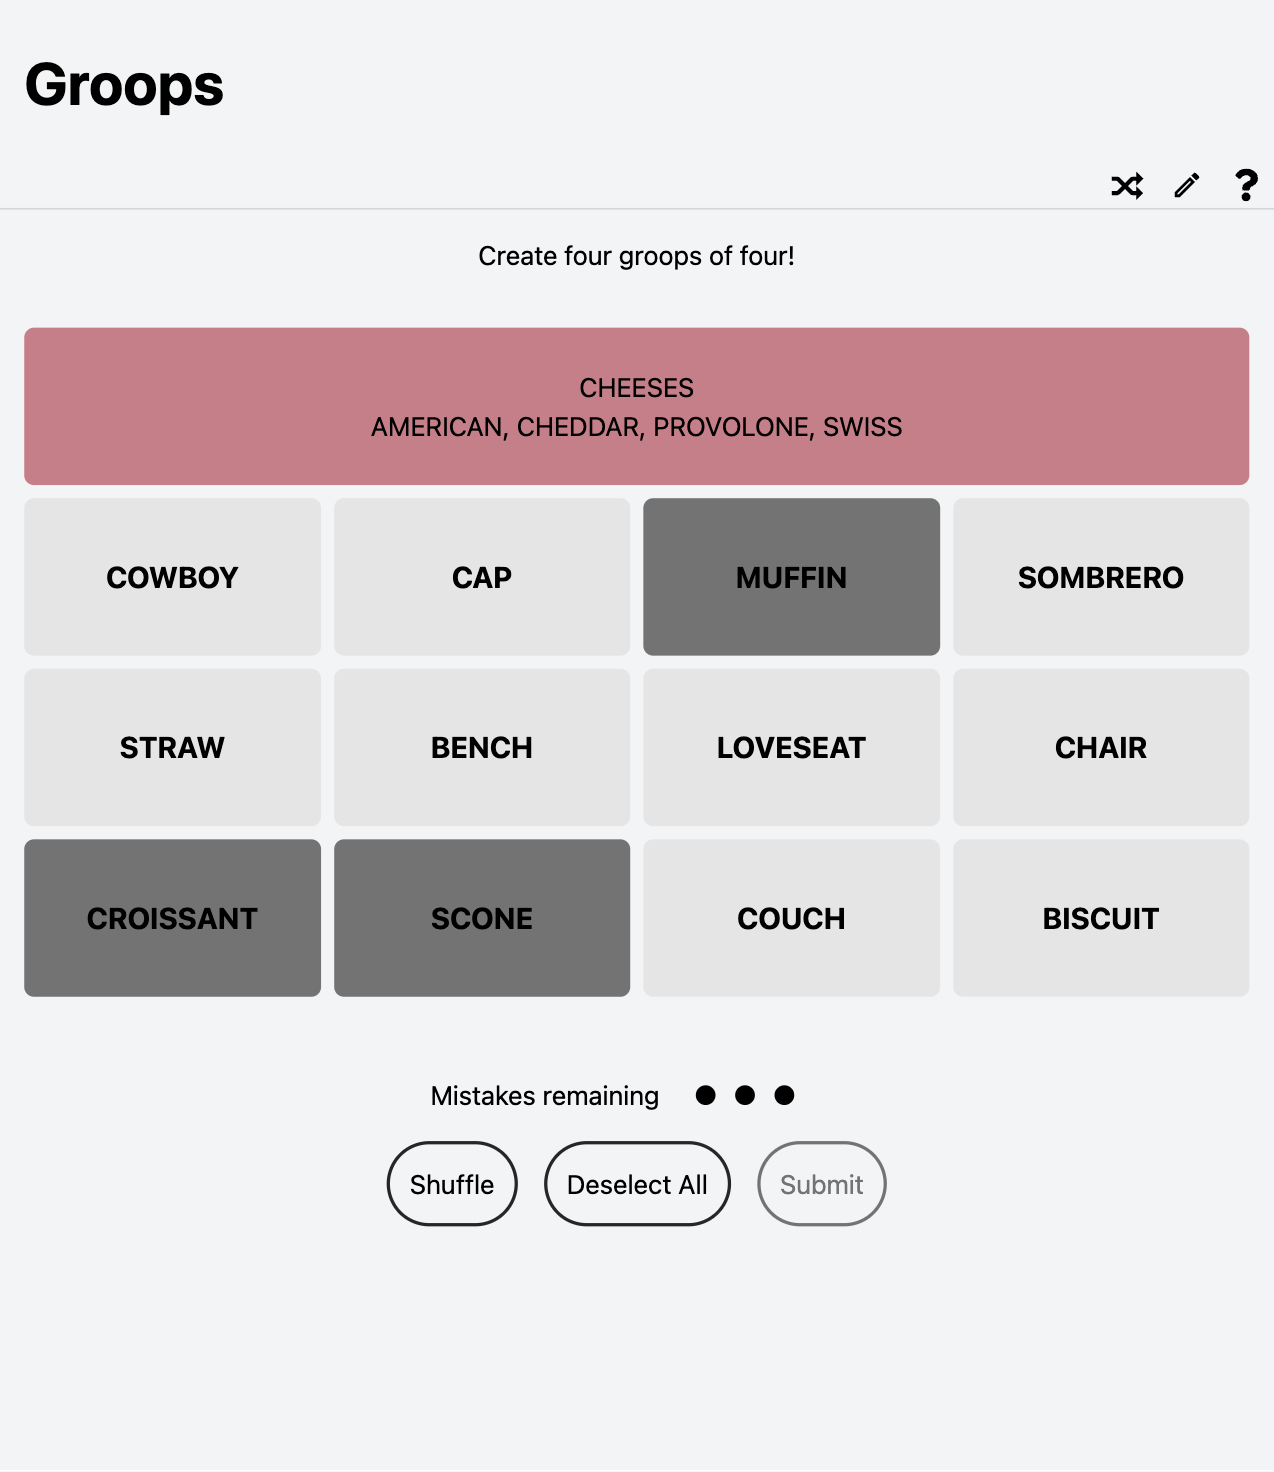 Groops
Create four groops of four!
CHEESES
AMERICAN, CHEDDAR, PROVOLONE, SWISS
COWBOY CAP MUFFIN SOMBRERO
STRAW BENCH LOVESEAT CHAIR
CROISSANT SCONE COUCH BISCUIT
Mistakes remaining
Shuffle Deselect All Submit